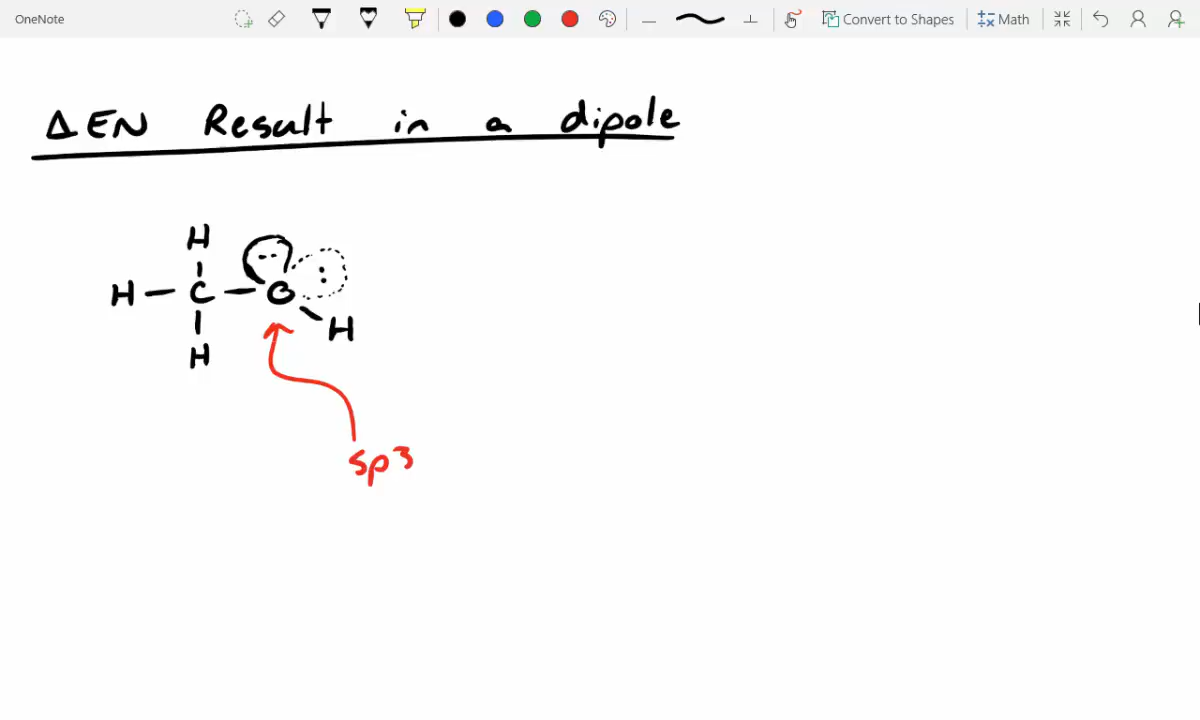 OneNote
Convert to Shapes
Math
ΔEN Result in a dipole
H
H – C – O
H
H
sp3